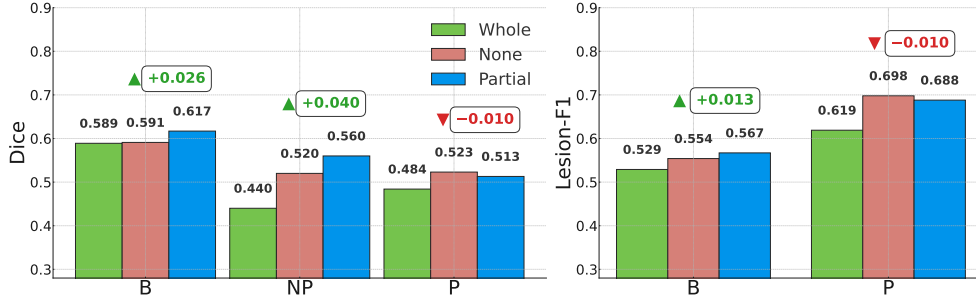 Dice
0.9
0.8
0.7
0.6
0.5
0.4
0.3
Whole
None
Partial
▲ +0.026
0.589 0.591 0.617
▲ +0.040
0.440 0.520 0.560
▼ −0.010
0.484 0.523 0.513
B NP P
Lesion-F1
0.9
0.8
0.7
0.6
0.5
0.4
0.3
▲ +0.013
0.529 0.554 0.567
▼ −0.010
0.619 0.698 0.688
B P